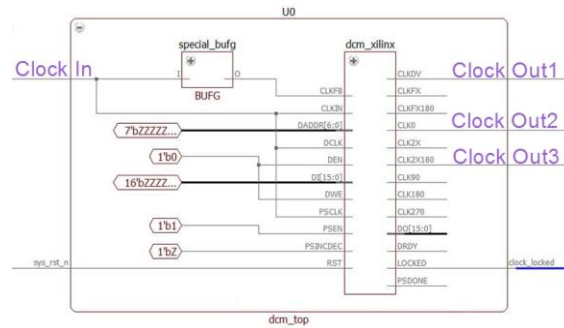 U0
special_bufg
dcm_xilinx
Clock In
I
O
BUFG
CLKFB
CLKIN
7'bZZZZZ...
DADDR[6:0]
DCLK
1'b0
DEN
16'bZZZZ...
DI[15:0]
DWE
PSCLK
1'b1
PSEN
1'bZ
PSINCDEC
sys_rst_n
RST
CLKDV
Clock Out1
CLKFX
CLKFX180
CLK0
Clock Out2
CLK2X
CLK2X180
Clock Out3
CLK90
CLK180
CLK270
DO[15:0]
DRDY
LOCKED
clock_locked
PSDONE
dcm_top